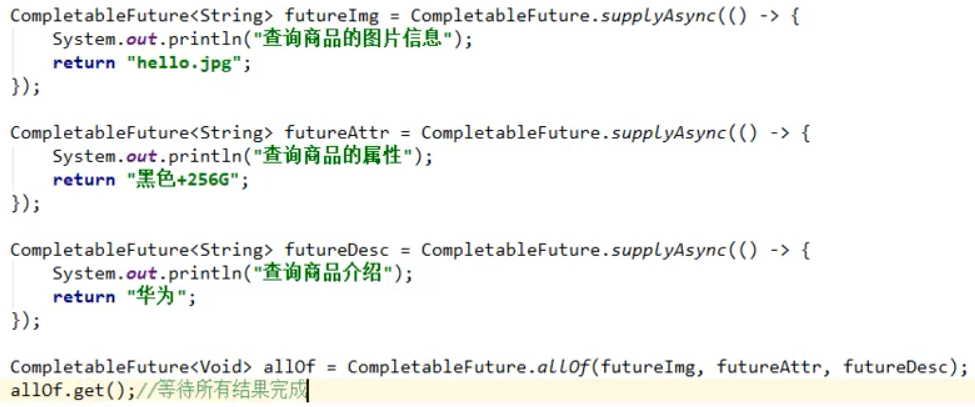 CompletableFuture<String> futureImg = CompletableFuture.supplyAsync(() -> {
    System.out.println("查询商品的图片信息");
    return "hello.jpg";
});
CompletableFuture<String> futureAttr = CompletableFuture.supplyAsync(() -> {
    System.out.println("查询商品的属性");
    return "黑色+256G";
});
CompletableFuture<String> futureDesc = CompletableFuture.supplyAsync(() -> {
    System.out.println("查询商品介绍");
    return "华为";
});
CompletableFuture<Void> allOf = CompletableFuture.allOf(futureImg, futureAttr, futureDesc);
allOf.get();//等待所有结果完成